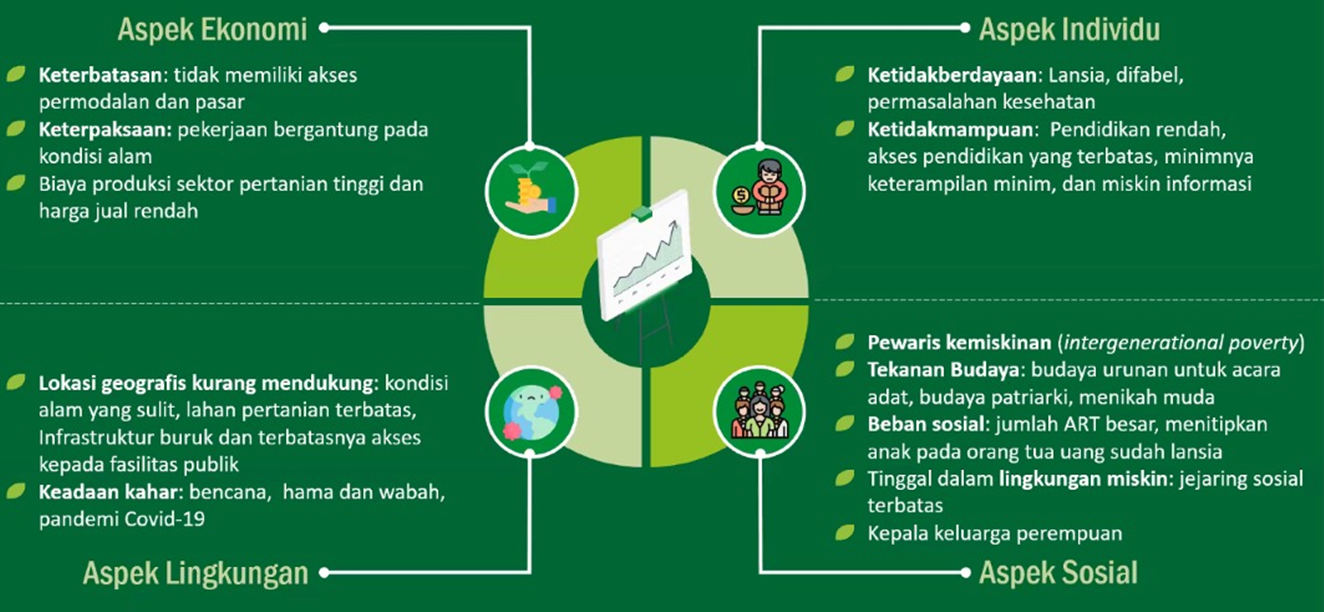 Aspek Ekonomi
Keterbatasan: tidak memiliki akses
permodalan dan pasar
Keterpaksaan: pekerjaan bergantung pada
kondisi alam
Biaya produksi sektor pertanian tinggi dan
harga jual rendah
Aspek Individu
Ketidakberdayaan: Lansia, difabel,
permasalahan kesehatan
Ketidakmampuan: Pendidikan rendah,
akses pendidikan yang terbatas, minimnya
keterampilan minim, dan miskin informasi
Lokasi geografis kurang mendukung: kondisi
alam yang sulit, lahan pertanian terbatas,
Infrastruktur buruk dan terbatasnya akses
kepada fasilitas publik
Keadaan kahar: bencana, hama dan wabah,
pandemi Covid-19
Aspek Lingkungan
Pewaris kemiskinan (intergenerational poverty)
Tekanan Budaya: budaya urunan untuk acara
adat, budaya patriarki, menikah muda
Beban sosial: jumlah ART besar, menitipkan
anak pada orang tua uang sudah lansia
Tinggal dalam lingkungan miskin: jejaring sosial
terbatas
Kepala keluarga perempuan
Aspek Sosial